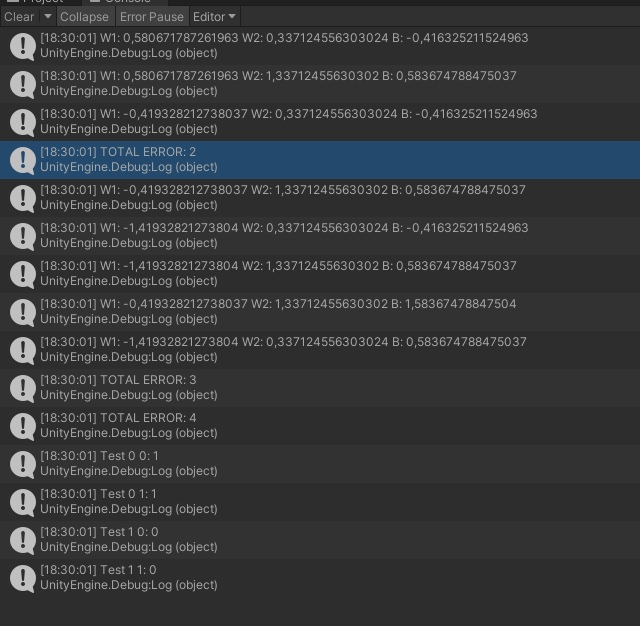 Project
Console
Clear Collapse Error Pause Editor
[18:30:01] W1: 0,580671787261963 W2: 0,337124556303024 B: -0,416325211524963
UnityEngine.Debug:Log (object)
[18:30:01] W1: 0,580671787261963 W2: 1,33712455630302 B: 0,583674788475037
UnityEngine.Debug:Log (object)
[18:30:01] W1: -0,419328212738037 W2: 0,337124556303024 B: -0,416325211524963
UnityEngine.Debug:Log (object)
[18:30:01] TOTAL ERROR: 2
UnityEngine.Debug:Log (object)
[18:30:01] W1: -0,419328212738037 W2: 1,33712455630302 B: 0,583674788475037
UnityEngine.Debug:Log (object)
[18:30:01] W1: -1,41932821273804 W2: 0,337124556303024 B: -0,416325211524963
UnityEngine.Debug:Log (object)
[18:30:01] W1: -1,41932821273804 W2: 1,33712455630302 B: 0,583674788475037
UnityEngine.Debug:Log (object)
[18:30:01] W1: -0,419328212738037 W2: 1,33712455630302 B: 1,58367478847504
UnityEngine.Debug:Log (object)
[18:30:01] W1: -1,41932821273804 W2: 0,337124556303024 B: 0,583674788475037
UnityEngine.Debug:Log (object)
[18:30:01] TOTAL ERROR: 3
UnityEngine.Debug:Log (object)
[18:30:01] TOTAL ERROR: 4
UnityEngine.Debug:Log (object)
[18:30:01] Test 0 0: 1
UnityEngine.Debug:Log (object)
[18:30:01] Test 0 1: 1
UnityEngine.Debug:Log (object)
[18:30:01] Test 1 0: 0
UnityEngine.Debug:Log (object)
[18:30:01] Test 1 1: 0
UnityEngine.Debug:Log (object)